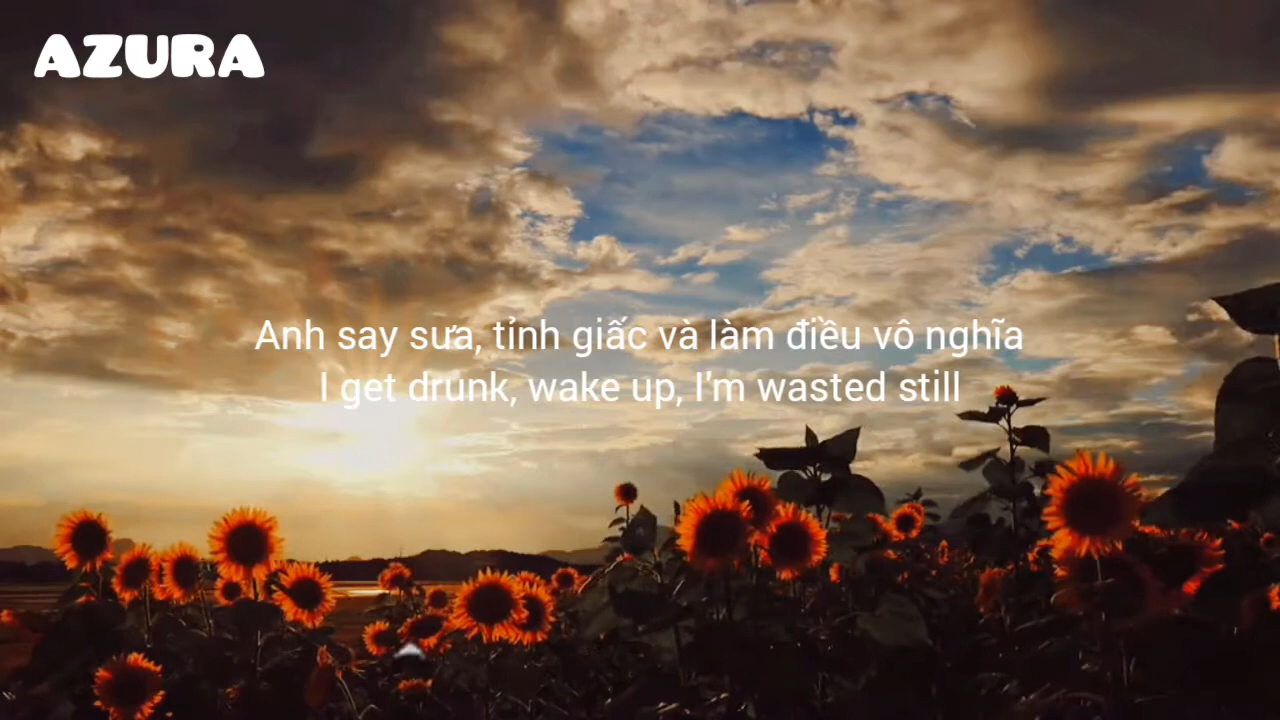 AZURA
Anh say sưa, tỉnh giấc và làm điều vô nghĩa
I get drunk, wake up, I'm wasted still